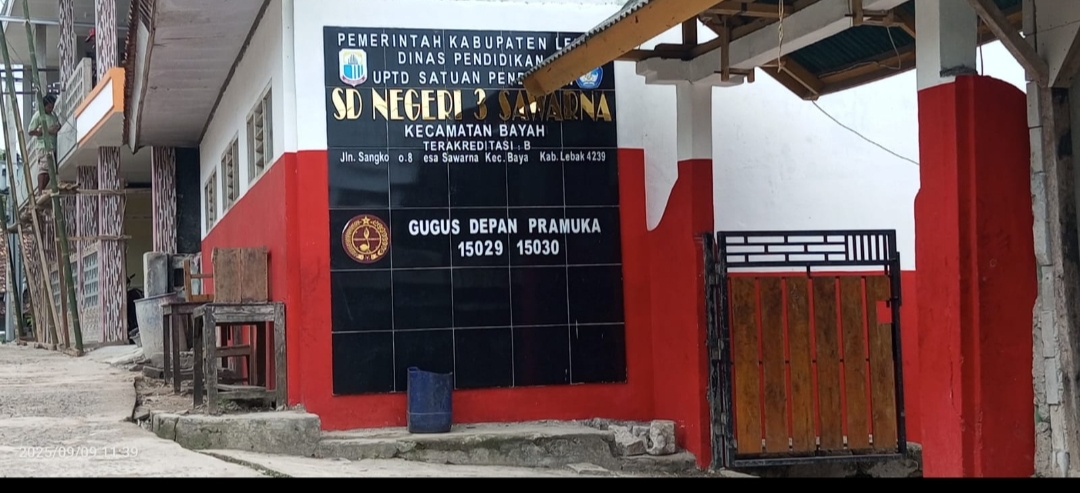 PEMERINTAH KABUPATEN LE
DINAS PENDIDIKAN
UPTD SATUAN PEN
SD NEGERI 3 SAWARNA
KECAMATAN BAYAH
TERAKREDITASI : B
Jln. Sangko o.8 esa Sawarna Kec. Baya Kab. Lebak 4239
GUGUS DEPAN PRAMUKA
15029 15030
2025/09/09 11:39